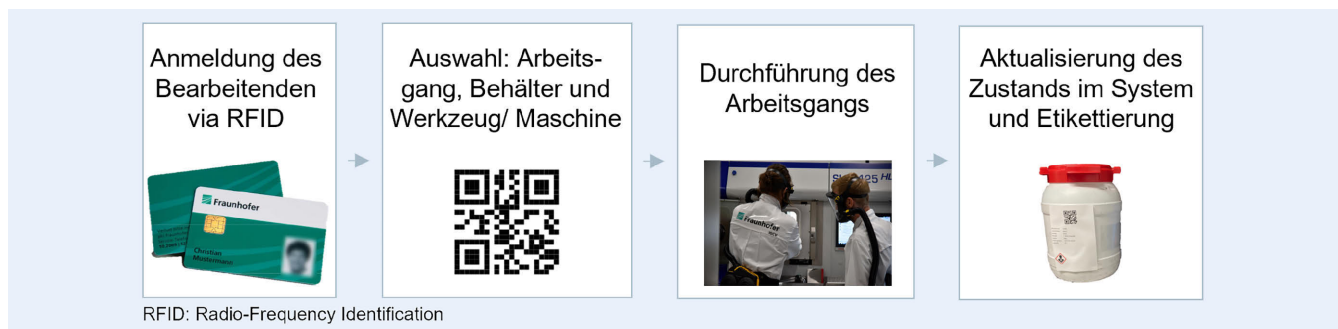 Anmeldung des
Bearbeitenden
via RFID
Fraunhofer
Christian
Mustermann
Auswahl: Arbeits-
gang, Behälter und
Werkzeug/ Maschine
Durchführung des
Arbeitsgangs
Fraunhofer
Aktualisierung des
Zustands im System
und Etikettierung
RFID: Radio-Frequency Identification